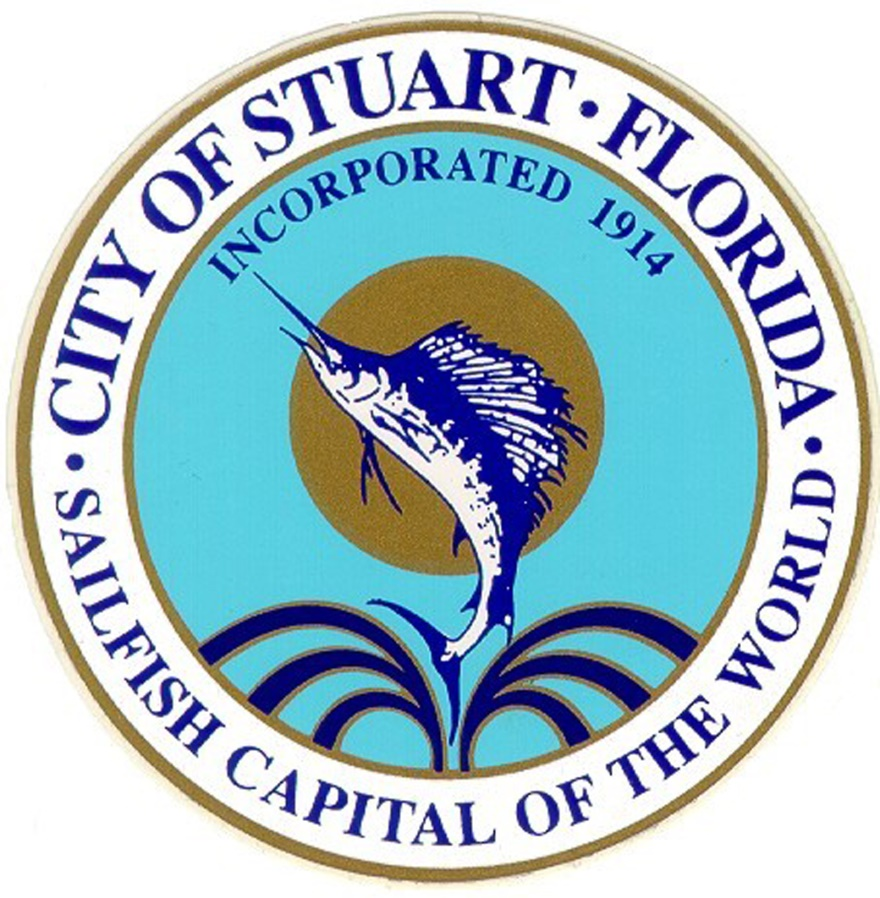 CITY OF STUART · FLORIDA
INCORPORATED 1914
· SAILFISH CAPITAL OF THE WORLD ·